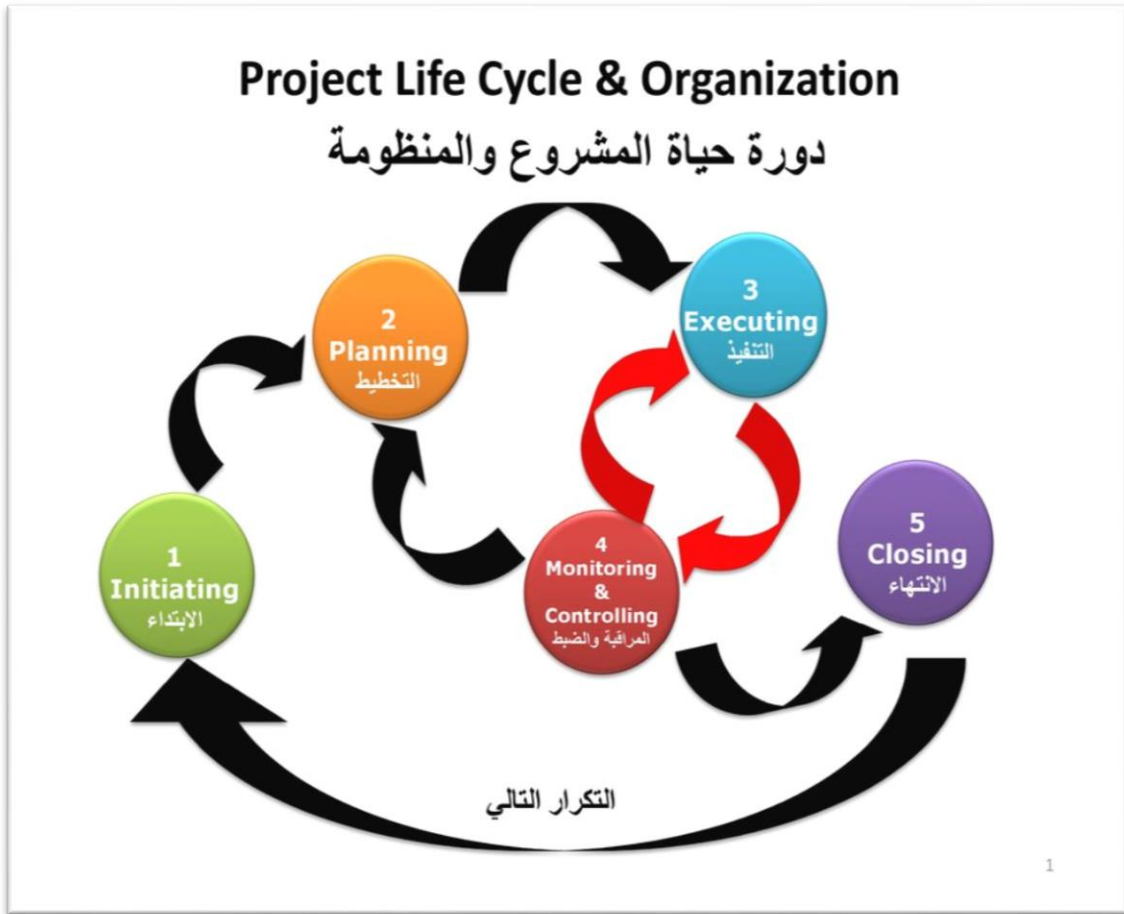 Project Life Cycle & Organization
دورة حياة المشروع والمنظومة
1
Initiating
الابتداء
2
Planning
التخطيط
3
Executing
التنفيذ
4
Monitoring
&
Controlling
المراقبة والضبط
5
Closing
الانتهاء
التكرار التالي
1